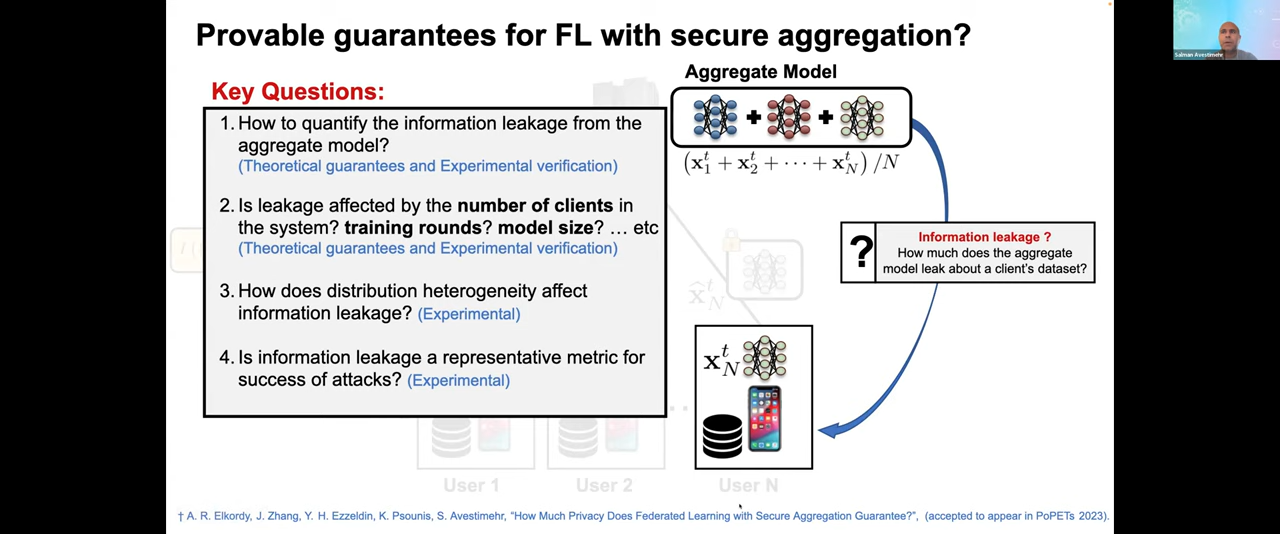 Provable guarantees for FL with secure aggregation?
Salman Avestimehr
Key Questions:
1. How to quantify the information leakage from the
aggregate model?
(Theoretical guarantees and Experimental verification)
2. Is leakage affected by the number of clients in
the system? training rounds? model size? … etc
(Theoretical guarantees and Experimental verification)
3. How does distribution heterogeneity affect
information leakage? (Experimental)
4. Is information leakage a representative metric for
success of attacks? (Experimental)
Aggregate Model
(x₁ᵗ + x₂ᵗ + ⋯ + x_Nᵗ) /N
?
Information leakage ?
How much does the aggregate
model leak about a client's dataset?
x̂_Nᵗ
x_Nᵗ
User 1
User 2
User N
† A. R. Elkordy, J. Zhang, Y. H. Ezzeldin, K. Psounis, S. Avestimehr, "How Much Privacy Does Federated Learning with Secure Aggregation Guarantee?", (accepted to appear in PoPETs 2023).